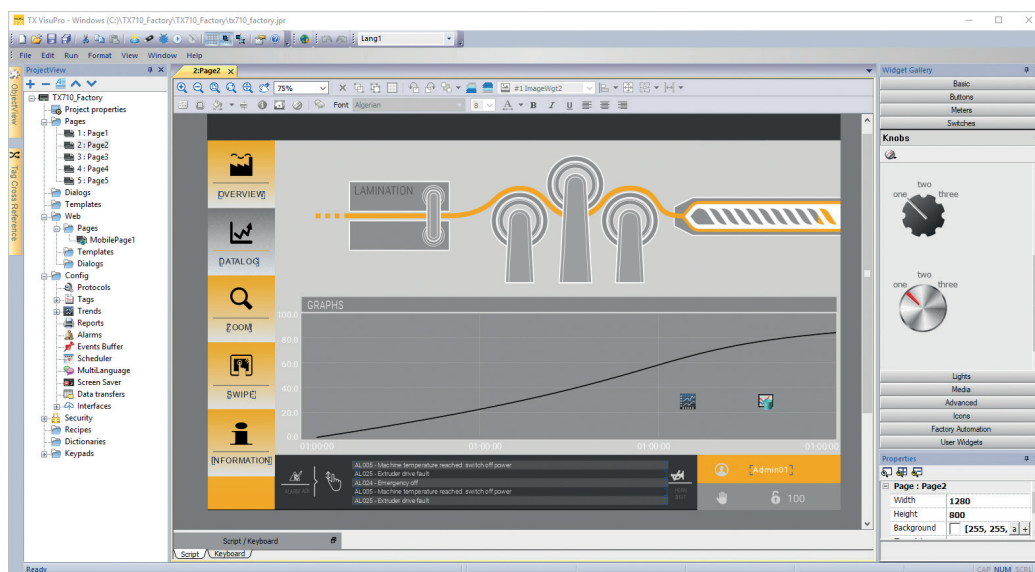 TX VisuPro - Windows (C:)\TX710_Factory\TX710_Factory\tx710_factory.jpr
Lang1
File Edit Run Format View Window Help
ProjectView
ObjectView
Tag Cross Reference
TX710_Factory
Project properties
Pages
1 : Page1
2 : Page2
3 : Page3
4 : Page4
5 : Page5
Dialogs
Templates
Web
Pages
MobilePage1
Templates
Dialogs
Config
Protocols
Tags
Trends
Reports
Alarms
Events Buffer
Scheduler
MultiLanguage
Screen Saver
Data transfers
Interfaces
Security
Recipes
Dictionaries
Keypads
2:Page2 x
75%
#1 ImageWgt2
Font Algerian 8 A B I U
OVERVIEW
DATALOG
ZOOM
SWIPE
INFORMATION
LAMINATION
GRAPHS
100.0
80.0
60.0
40.0
20.0
0.0
01:00:00 01:00:00 01:00:00 01:00:00
AL005 - Machine temperature reached: switch off power
AL025 - Extruder drive fault
AL024 - Emergency off
AL005 - Machine temperature reached: switch off power
AL025 - Extruder drive fault
[Admin01]
100
Script / Keyboard
Script Keyboard
Widget Gallery
Basic
Buttons
Meters
Switches
Knobs
one two three
one two three
Lights
Media
Advanced
Icons
Factory Automation
User Widgets
Properties
Page : Page2
Width 1280
Height 800
Background [255, 255, a +
Ready
CAP NUM SCRL